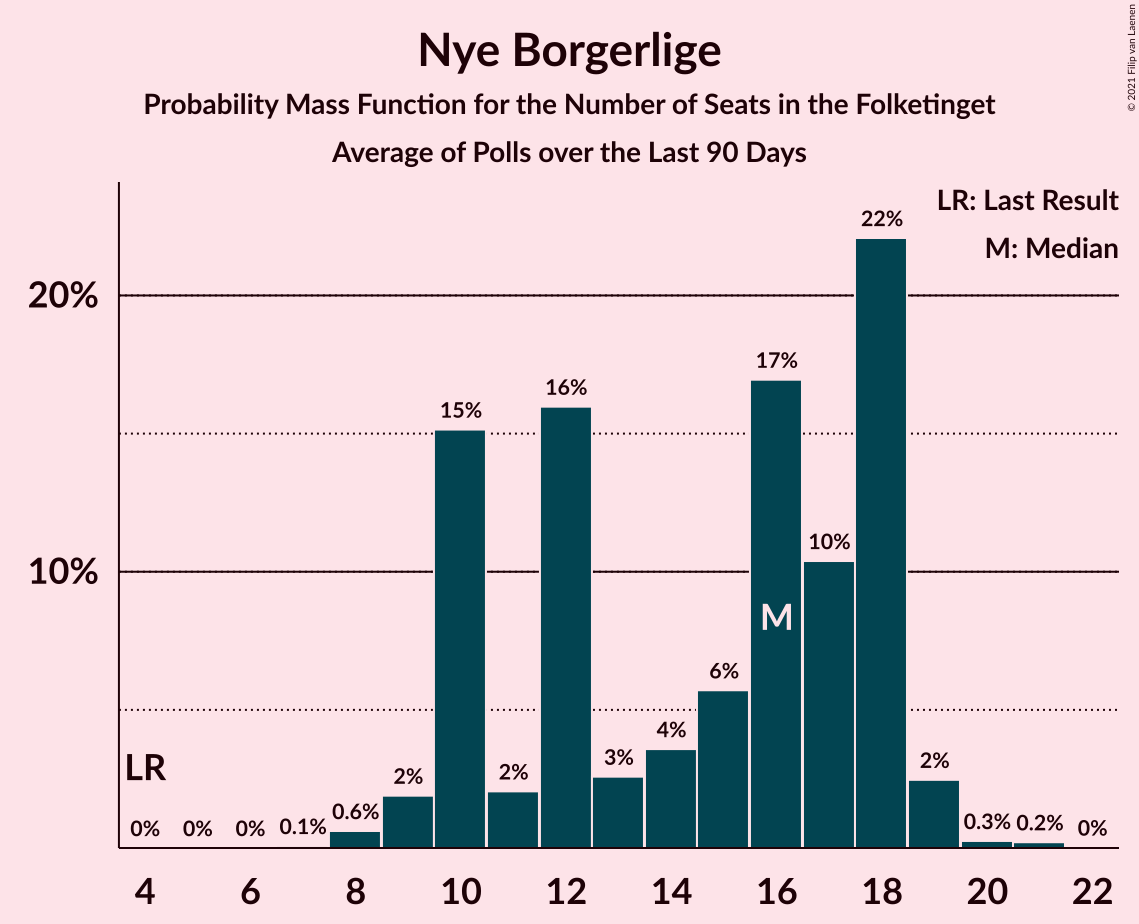 Nye Borgerlige
Probability Mass Function for the Number of Seats in the Folketinget
Average of Polls over the Last 90 Days
© 2021 Filip van Laenen
LR: Last Result
M: Median
20%
10%
22%
17%
16%
15%
10%
6%
4%
3%
2%
2%
2%
0.6%
0.1%
0%
0%
0%
0.3%
0.2%
0%
LR
M
4 6 8 10 12 14 16 18 20 22